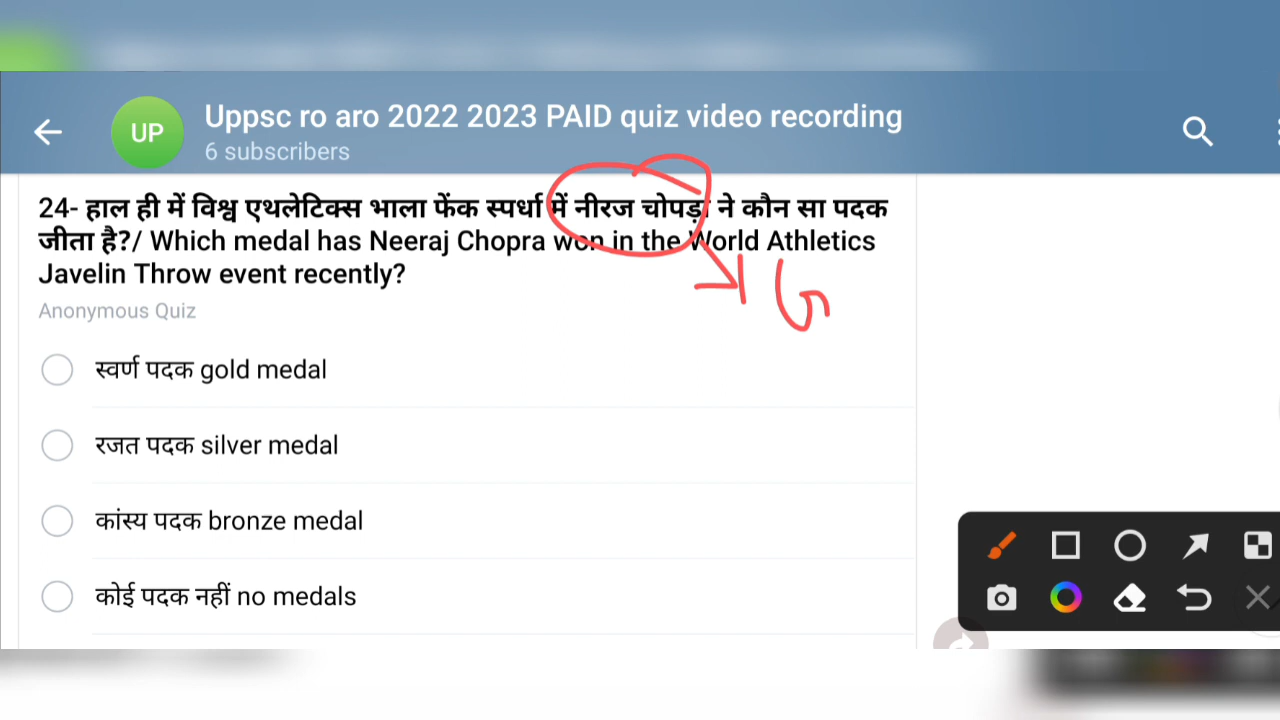 Uppsc ro aro 2022 2023 PAID quiz video recording
UP
6 subscribers
24- हाल ही में विश्व एथलेटिक्स भाला फेंक स्पर्धा में नीरज चोपड़ा ने कौन सा पदक
जीता है?/ Which medal has Neeraj Chopra won in the World Athletics
Javelin Throw event recently?
G
Anonymous Quiz
स्वर्ण पदक gold medal
रजत पदक silver medal
कांस्य पदक bronze medal
कोई पदक नहीं no medals